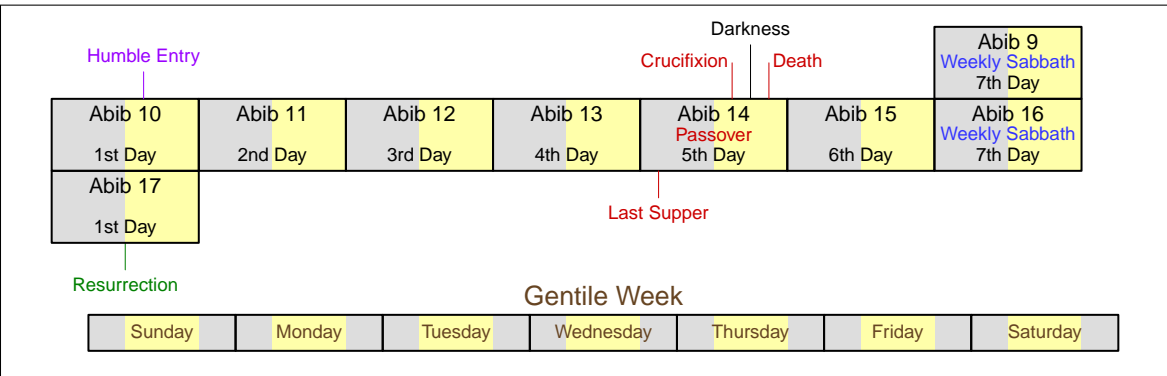 Darkness
Humble Entry
Crucifixion
Death
Abib 9
Weekly Sabbath
7th Day
Abib 10
1st Day
Abib 11
2nd Day
Abib 12
3rd Day
Abib 13
4th Day
Abib 14
Passover
5th Day
Abib 15
6th Day
Abib 16
Weekly Sabbath
7th Day
Abib 17
1st Day
Last Supper
Resurrection
Gentile Week
Sunday
Monday
Tuesday
Wednesday
Thursday
Friday
Saturday